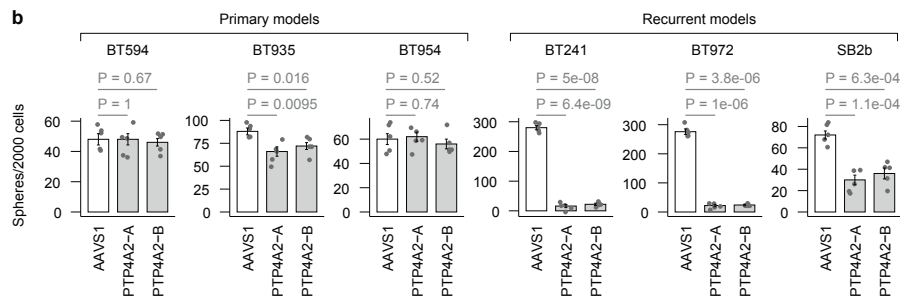 b
Primary models
Recurrent models
BT594
BT935
BT954
BT241
BT972
SB2b
P = 0.67
P = 0.016
P = 0.52
P = 5e-08
P = 3.8e-06
P = 6.3e-04
P = 1
P = 0.0095
P = 0.74
P = 6.4e-09
P = 1e-06
P = 1.1e-04
Spheres/2000 cells
60
40
20
0
100
75
50
25
0
60
40
20
0
300
200
100
0
300
200
100
0
80
60
40
20
0
AAVS1
PTP4A2-A
PTP4A2-B
AAVS1
PTP4A2-A
PTP4A2-B
AAVS1
PTP4A2-A
PTP4A2-B
AAVS1
PTP4A2-A
PTP4A2-B
AAVS1
PTP4A2-A
PTP4A2-B
AAVS1
PTP4A2-A
PTP4A2-B